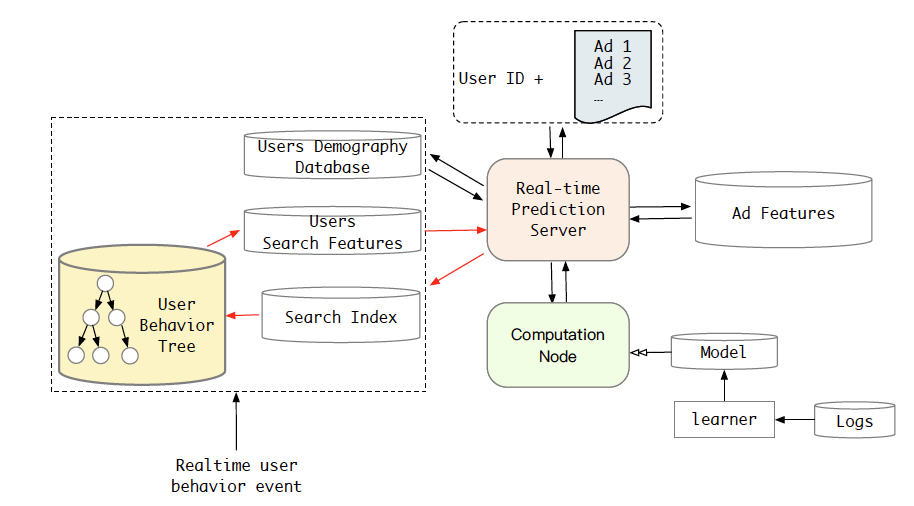 User ID +
Ad 1
Ad 2
Ad 3
…
Users Demography
Database
Real-time
Prediction
Server
Ad Features
Users
Search Features
User
Behavior
Tree
Search Index
Computation
Node
Model
learner
Logs
Realtime user
behavior event